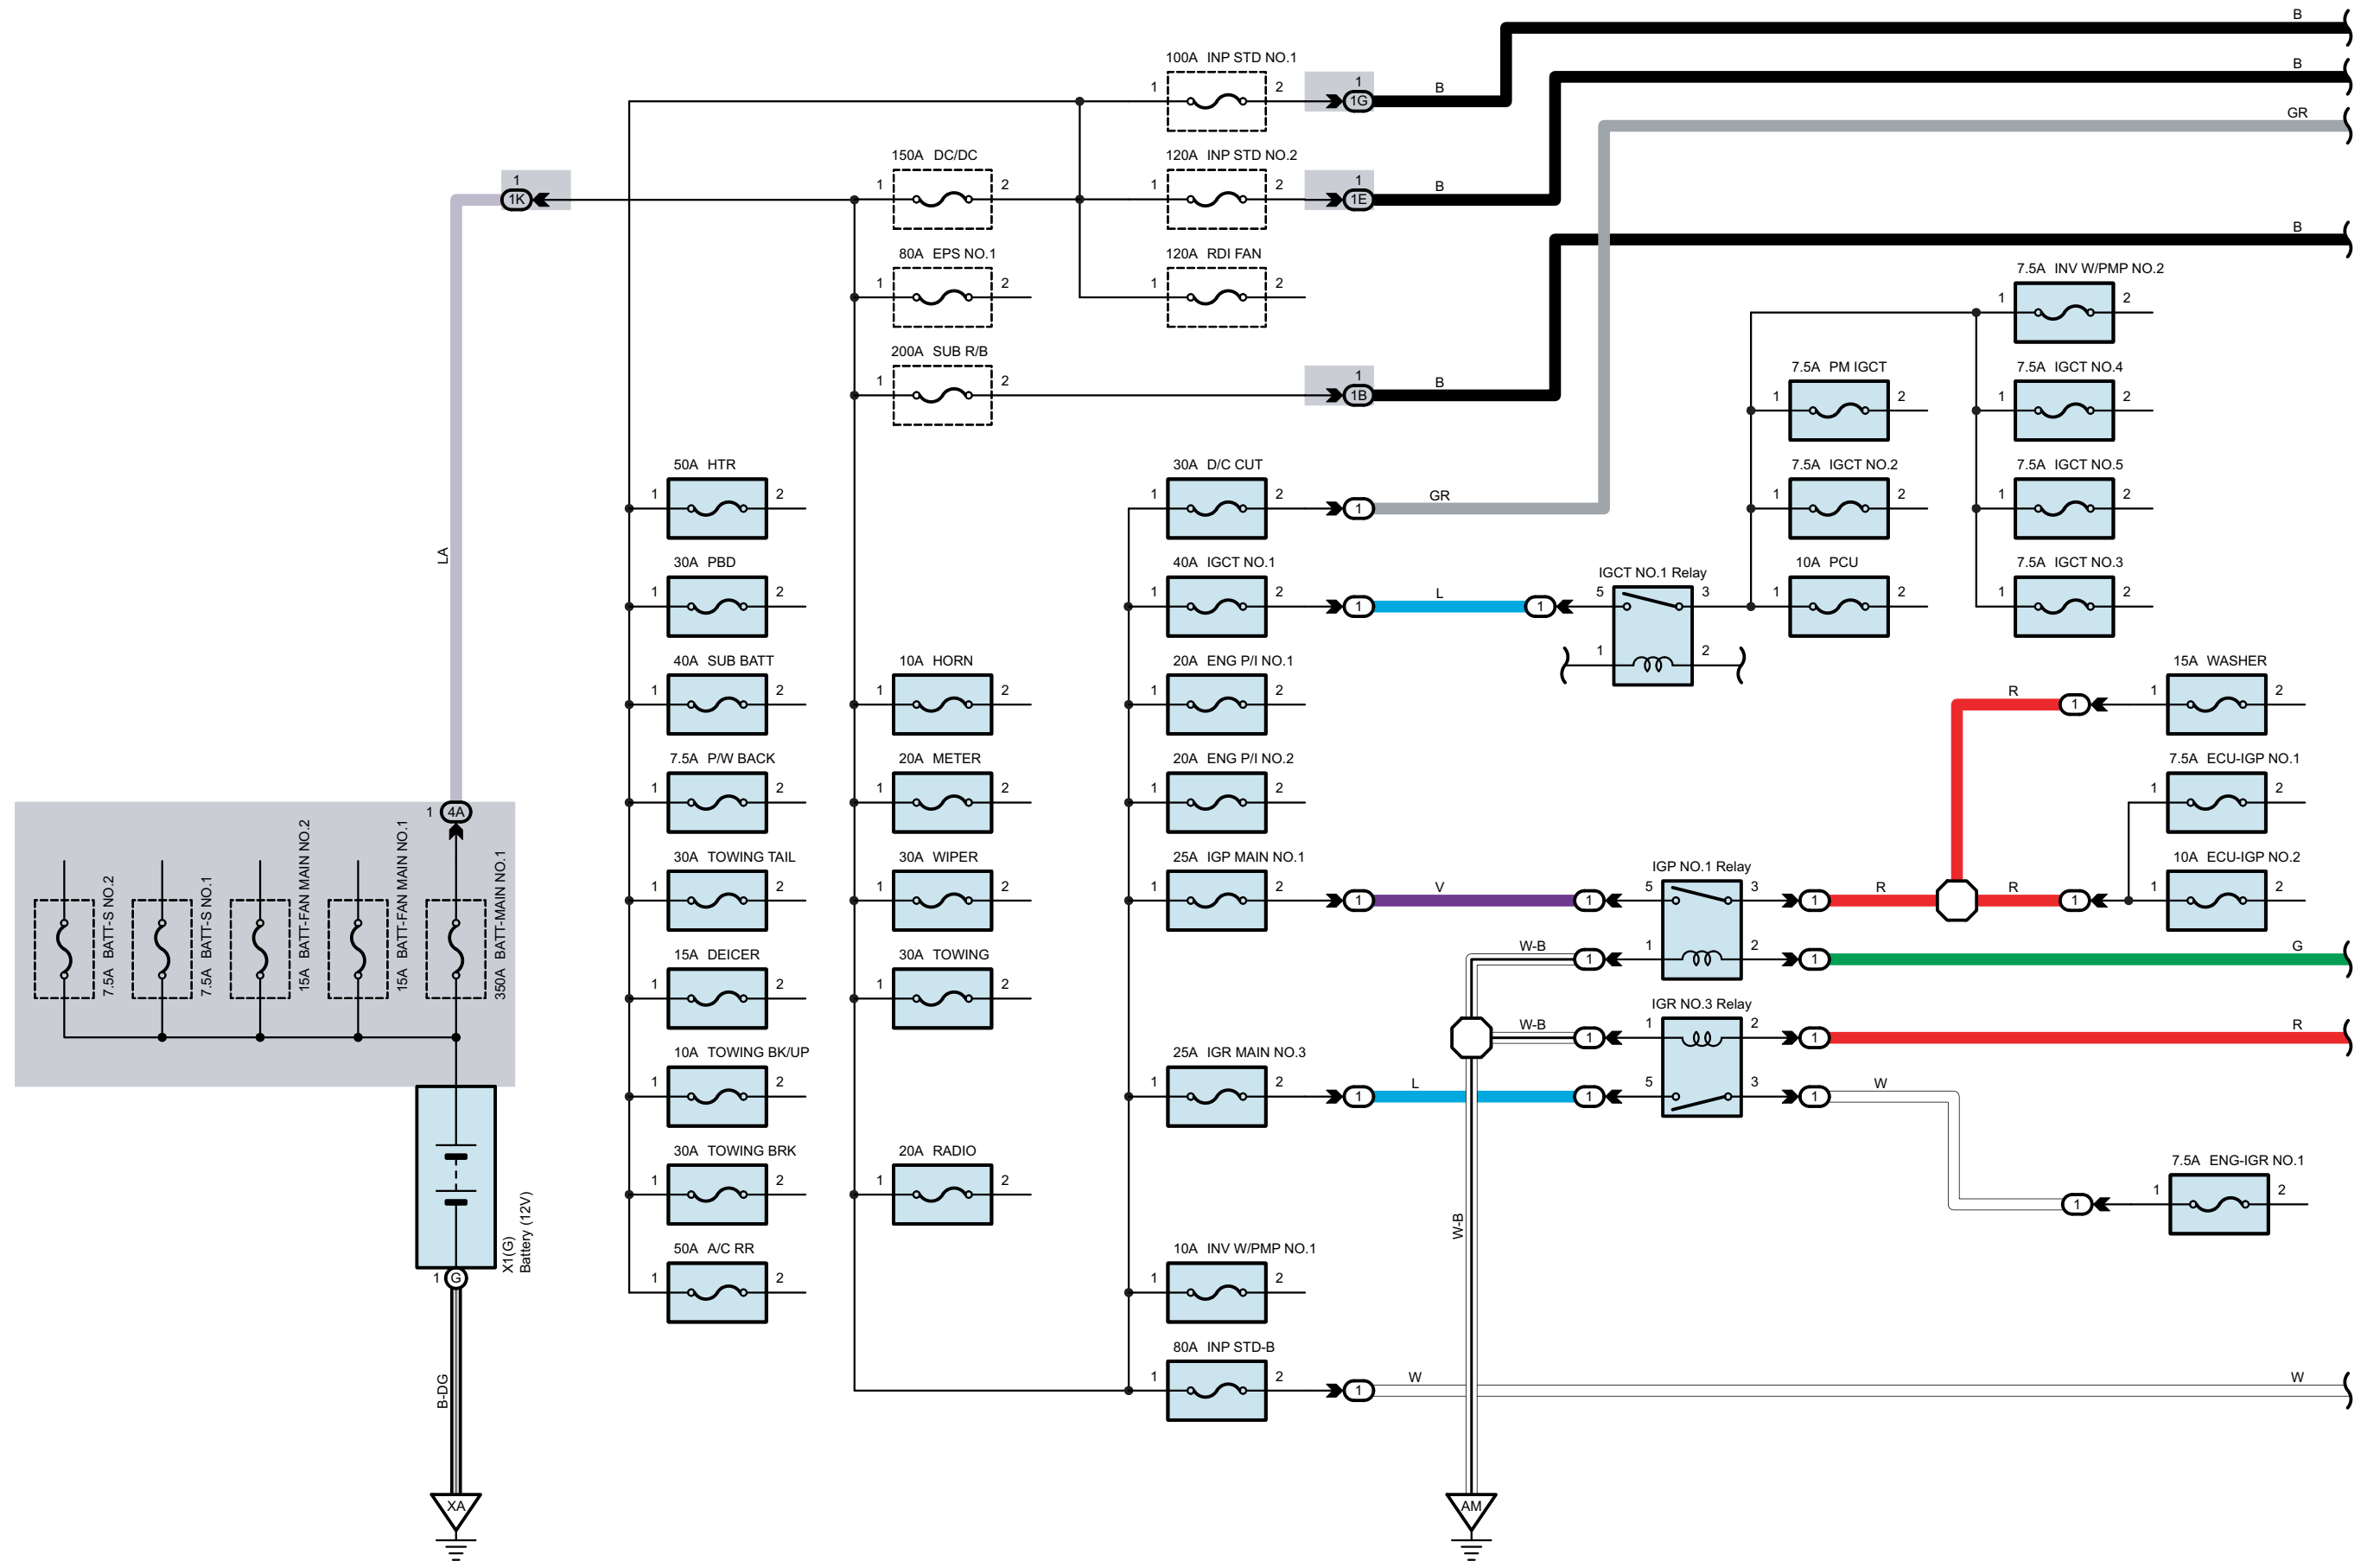 B
B
GR
B
100A INP STD NO.1
1 2
1
1G
B
150A DC/DC
1 2
120A INP STD NO.2
1 2
1
1E
B
1
1K
80A EPS NO.1
1 2
120A RDI FAN
1 2
200A SUB R/B
1 2
1
1B
B
7.5A INV W/PMP NO.2
1 2
7.5A PM IGCT
1 2
7.5A IGCT NO.4
1 2
50A HTR
1 2
30A D/C CUT
1 2
1
GR
7.5A IGCT NO.2
1 2
7.5A IGCT NO.5
1 2
LA
30A PBD
1 2
40A IGCT NO.1
1 2
1
L
1
IGCT NO.1 Relay
5 3
1 2
10A PCU
1 2
7.5A IGCT NO.3
1 2
40A SUB BATT
1 2
10A HORN
1 2
20A ENG P/I NO.1
1 2
R
1
15A WASHER
1 2
7.5A P/W BACK
1 2
20A METER
1 2
20A ENG P/I NO.2
1 2
7.5A ECU-IGP NO.1
1 2
1
4A
7.5A BATT-S NO.2
7.5A BATT-S NO.1
15A BATT-FAN MAIN NO.2
15A BATT-FAN MAIN NO.1
350A BATT-MAIN NO.1
30A TOWING TAIL
1 2
30A WIPER
1 2
25A IGP MAIN NO.1
1 2
1
V
1
IGP NO.1 Relay
5 3
1 2
1
R
R
1
10A ECU-IGP NO.2
1 2
15A DEICER
1 2
30A TOWING
1 2
W-B
1
1
G
IGR NO.3 Relay
W-B
1
1 2
5 3
1
R
10A TOWING BK/UP
1 2
25A IGR MAIN NO.3
1 2
1
L
1
1
W
30A TOWING BRK
1 2
20A RADIO
1 2
7.5A ENG-IGR NO.1
1
1 2
X1(G)
Battery (12V)
1
G
50A A/C RR
1 2
10A INV W/PMP NO.1
1 2
W-B
80A INP STD-B
1 2
1
W
W
B-DG
XA
AM